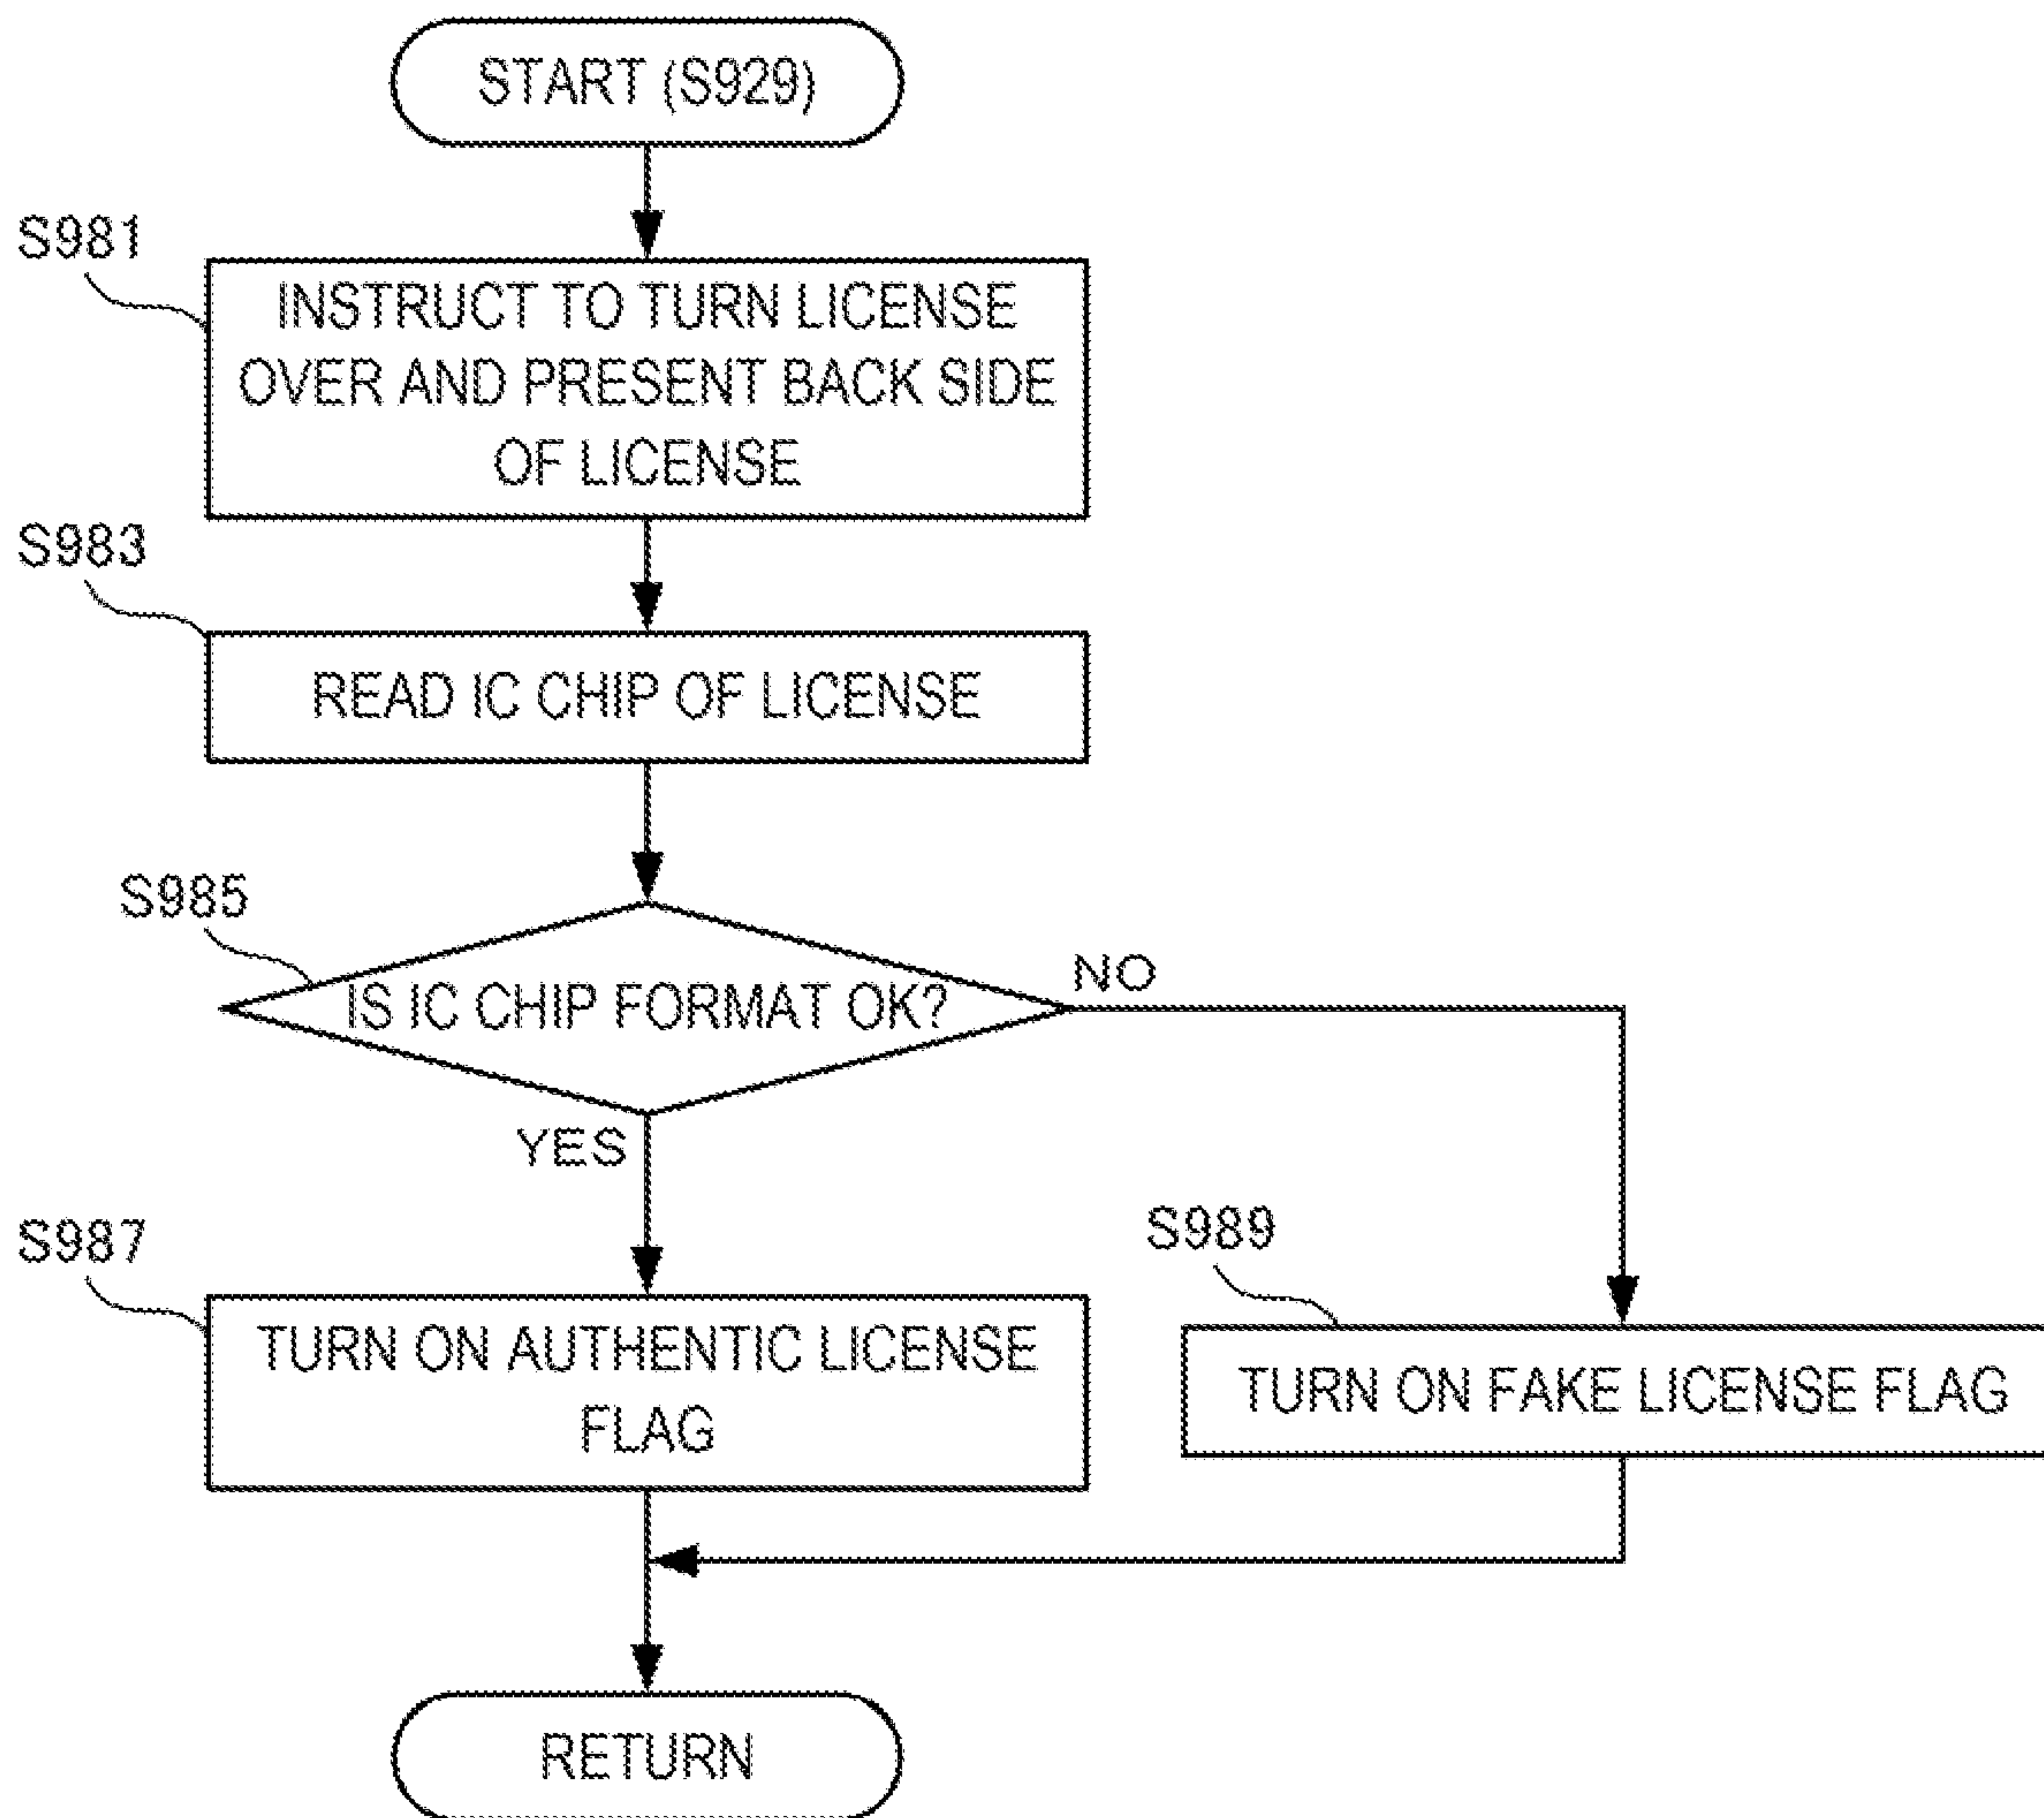 START (S929)
S981
INSTRUCT TO TURN LICENSE
OVER AND PRESENT BACK SIDE
OF LICENSE
S983
READ IC CHIP OF LICENSE
S985
IS IC CHIP FORMAT OK?
NO
YES
S987
TURN ON AUTHENTIC LICENSE
FLAG
S989
TURN ON FAKE LICENSE FLAG
RETURN